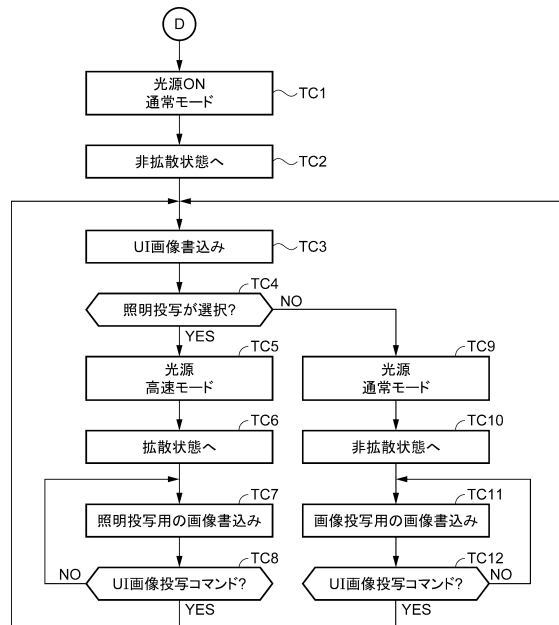 D
光源ON
通常モード
TC1
非拡散状態へ
TC2
UI画像書込み
TC3
TC4
照明投写が選択?
NO
YES
TC5
光源
高速モード
TC9
光源
通常モード
TC6
拡散状態へ
TC10
非拡散状態へ
TC7
照明投写用の画像書込み
TC11
画像投写用の画像書込み
TC8
NO
UI画像投写コマンド?
YES
TC12
UI画像投写コマンド?
NO
YES